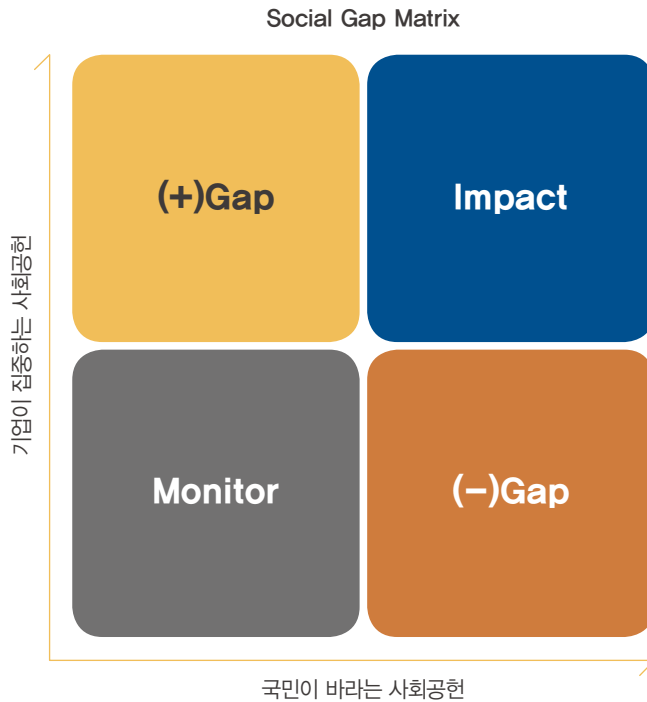 Social Gap Matrix
(+)Gap
Impact
기업이 집중하는 사회공헌
Monitor
(-)Gap
국민이 바라는 사회공헌